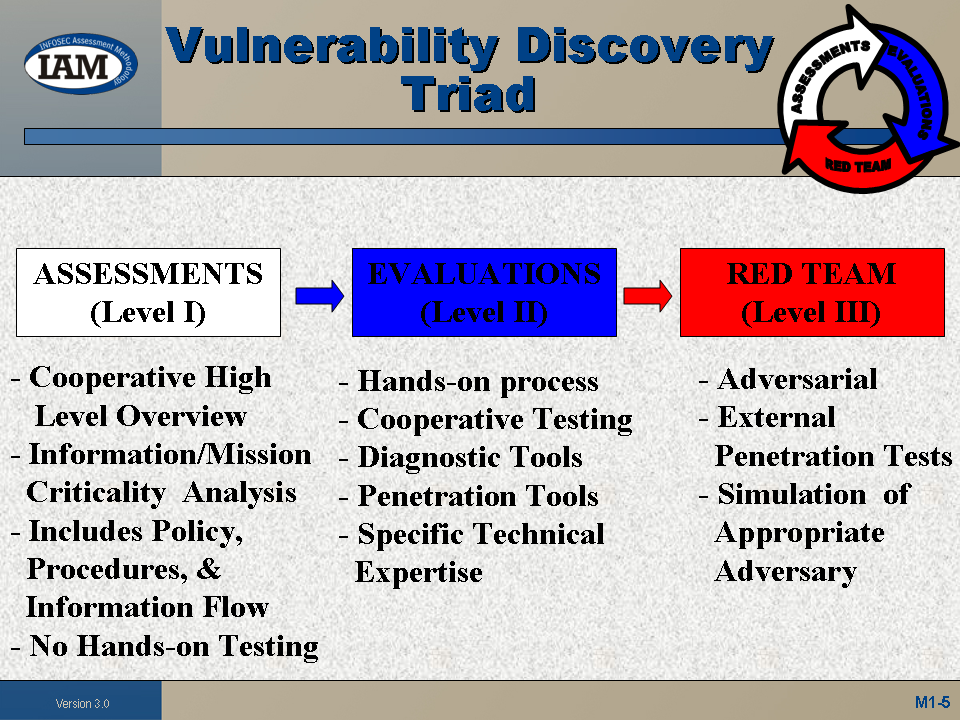 INFOSEC Assessment Methodology
IAM
Vulnerability Discovery
Triad
ASSESSMENTS
EVALUATIONS
RED TEAM
ASSESSMENTS
(Level I)
- Cooperative High
Level Overview
- Information/Mission
Criticality Analysis
- Includes Policy,
Procedures, &
Information Flow
- No Hands-on Testing
EVALUATIONS
(Level II)
- Hands-on process
- Cooperative Testing
- Diagnostic Tools
- Penetration Tools
- Specific Technical
Expertise
RED TEAM
(Level III)
- Adversarial
- External
Penetration Tests
- Simulation of
Appropriate
Adversary
Version 3.0
M1-5